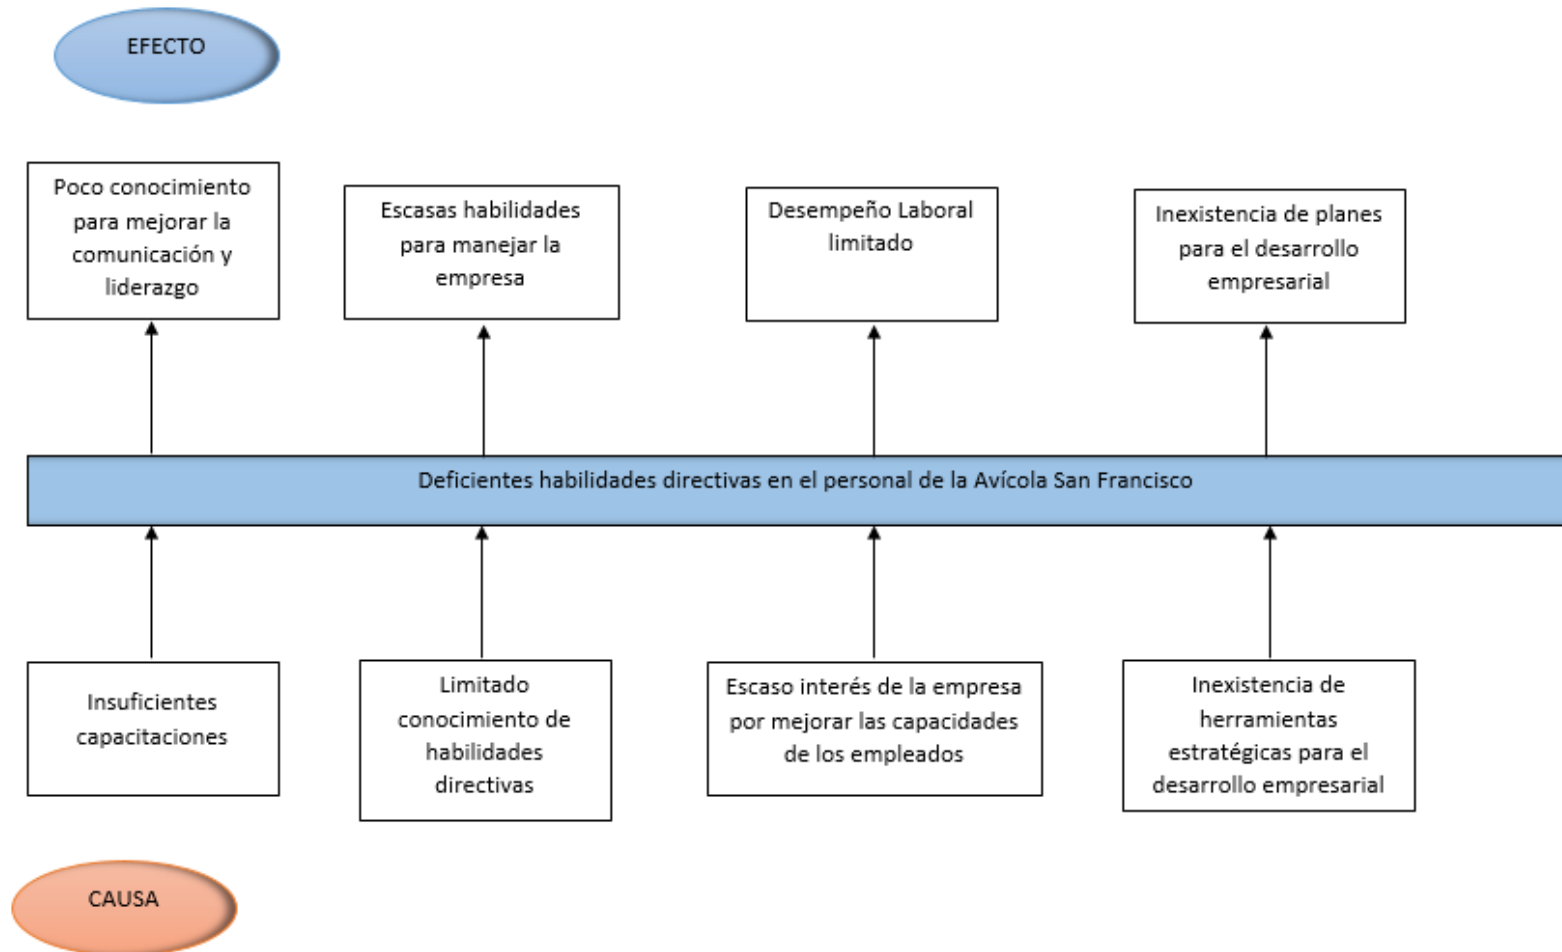 EFECTO
Poco conocimiento
para mejorar la
comunicación y
liderazgo
Escasas habilidades
para manejar la
empresa
Desempeño Laboral
limitado
Inexistencia de planes
para el desarrollo
empresarial
Deficientes habilidades directivas en el personal de la Avícola San Francisco
Insuficientes
capacitaciones
Limitado
conocimiento de
habilidades
directivas
Escaso interés de la empresa
por mejorar las capacidades
de los empleados
Inexistencia de
herramientas
estratégicas para el
desarrollo empresarial
CAUSA